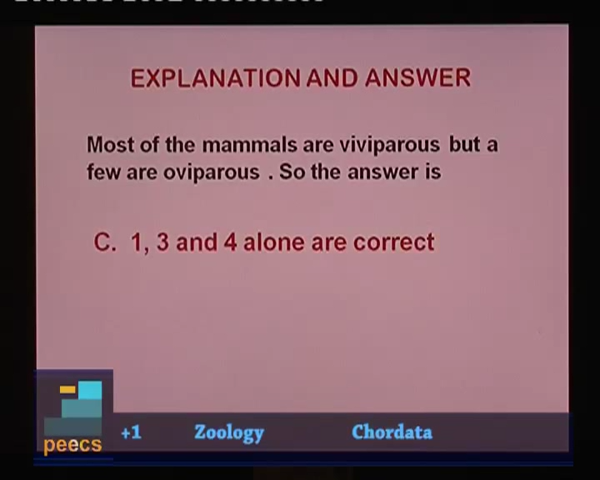 EXPLANATION AND ANSWER
Most of the mammals are viviparous but a
few are oviparous . So the answer is
C. 1, 3 and 4 alone are correct
peecs
+1 Zoology Chordata